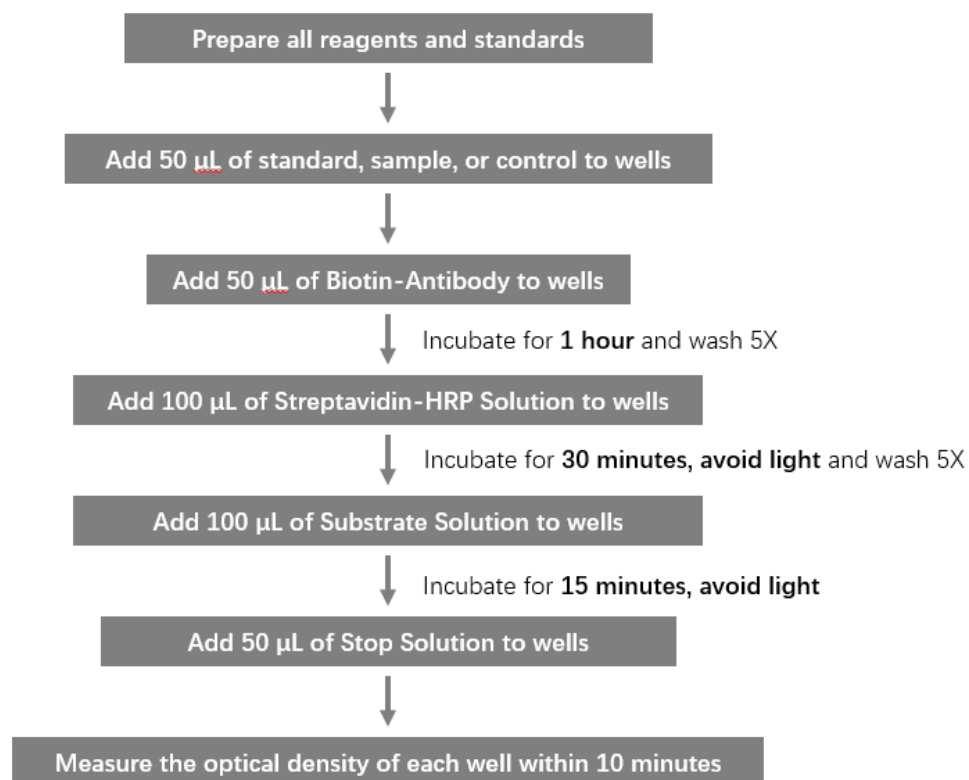 Prepare all reagents and standards
Add 50 μL of standard, sample, or control to wells
Add 50 μL of Biotin-Antibody to wells
Incubate for 1 hour and wash 5X
Add 100 μL of Streptavidin-HRP Solution to wells
Incubate for 30 minutes, avoid light and wash 5X
Add 100 μL of Substrate Solution to wells
Incubate for 15 minutes, avoid light
Add 50 μL of Stop Solution to wells
Measure the optical density of each well within 10 minutes